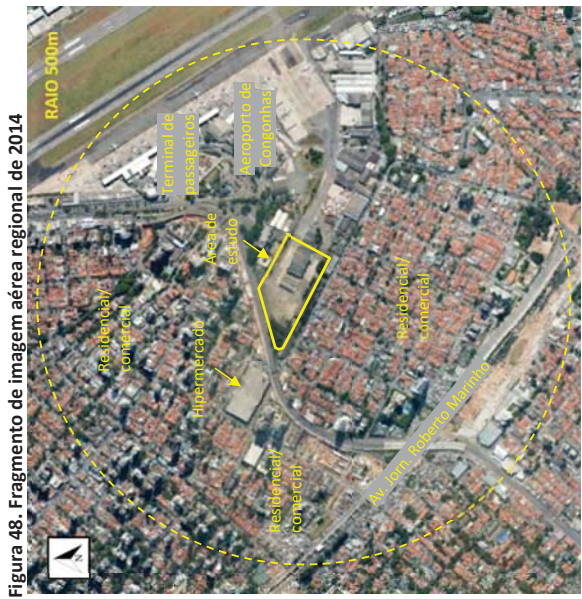 Figura 48. Fragmento de imagem aérea regional de 2014
RAIO 500m
Terminal de
passageiros
Aeroporto de
Congonhas
Área de
estudo
Residencial/
comercial
Hipermercado
Residencial/
comercial
Residencial/
comercial
Av. Jorn. Roberto Marinho
N